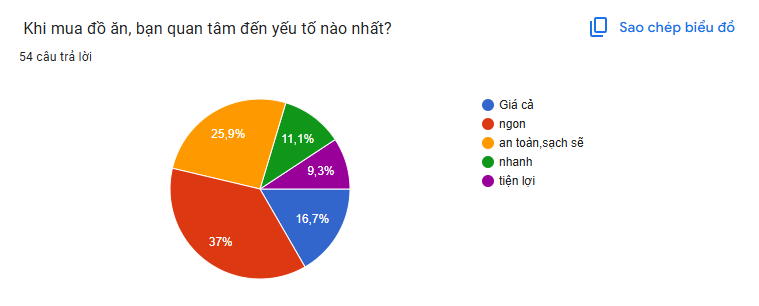 Khi mua đồ ăn, bạn quan tâm đến yếu tố nào nhất?
Sao chép biểu đồ
54 câu trả lời
25,9%
11,1%
9,3%
16,7%
37%
Giá cả
ngon
an toàn,sạch sẽ
nhanh
tiện lợi